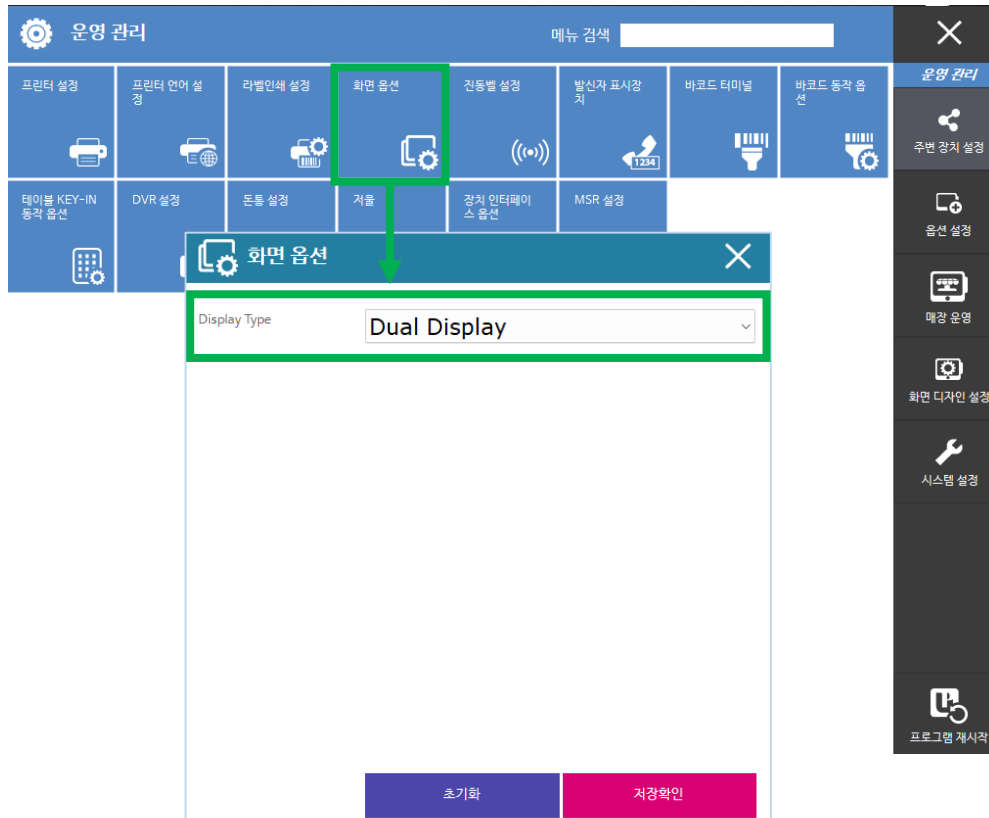 운영 관리
메뉴 검색
프린터 설정
프린터 언어 설
정
라벨인쇄 설정
화면 옵션
진동벨 설정
발신자 표시장
치
1234
바코드 터미널
바코드 동작 옵
션
테이블 KEY-IN
동작 옵션
DVR 설정
돈통 설정
저울
장치 인터페이
스 옵션
MSR 설정
화면 옵션
Display Type
Dual Display
초기화
저장확인
운영 관리
주변 장치 설정
옵션 설정
매장 운영
화면 디자인 설정
시스템 설정
프로그램 재시작